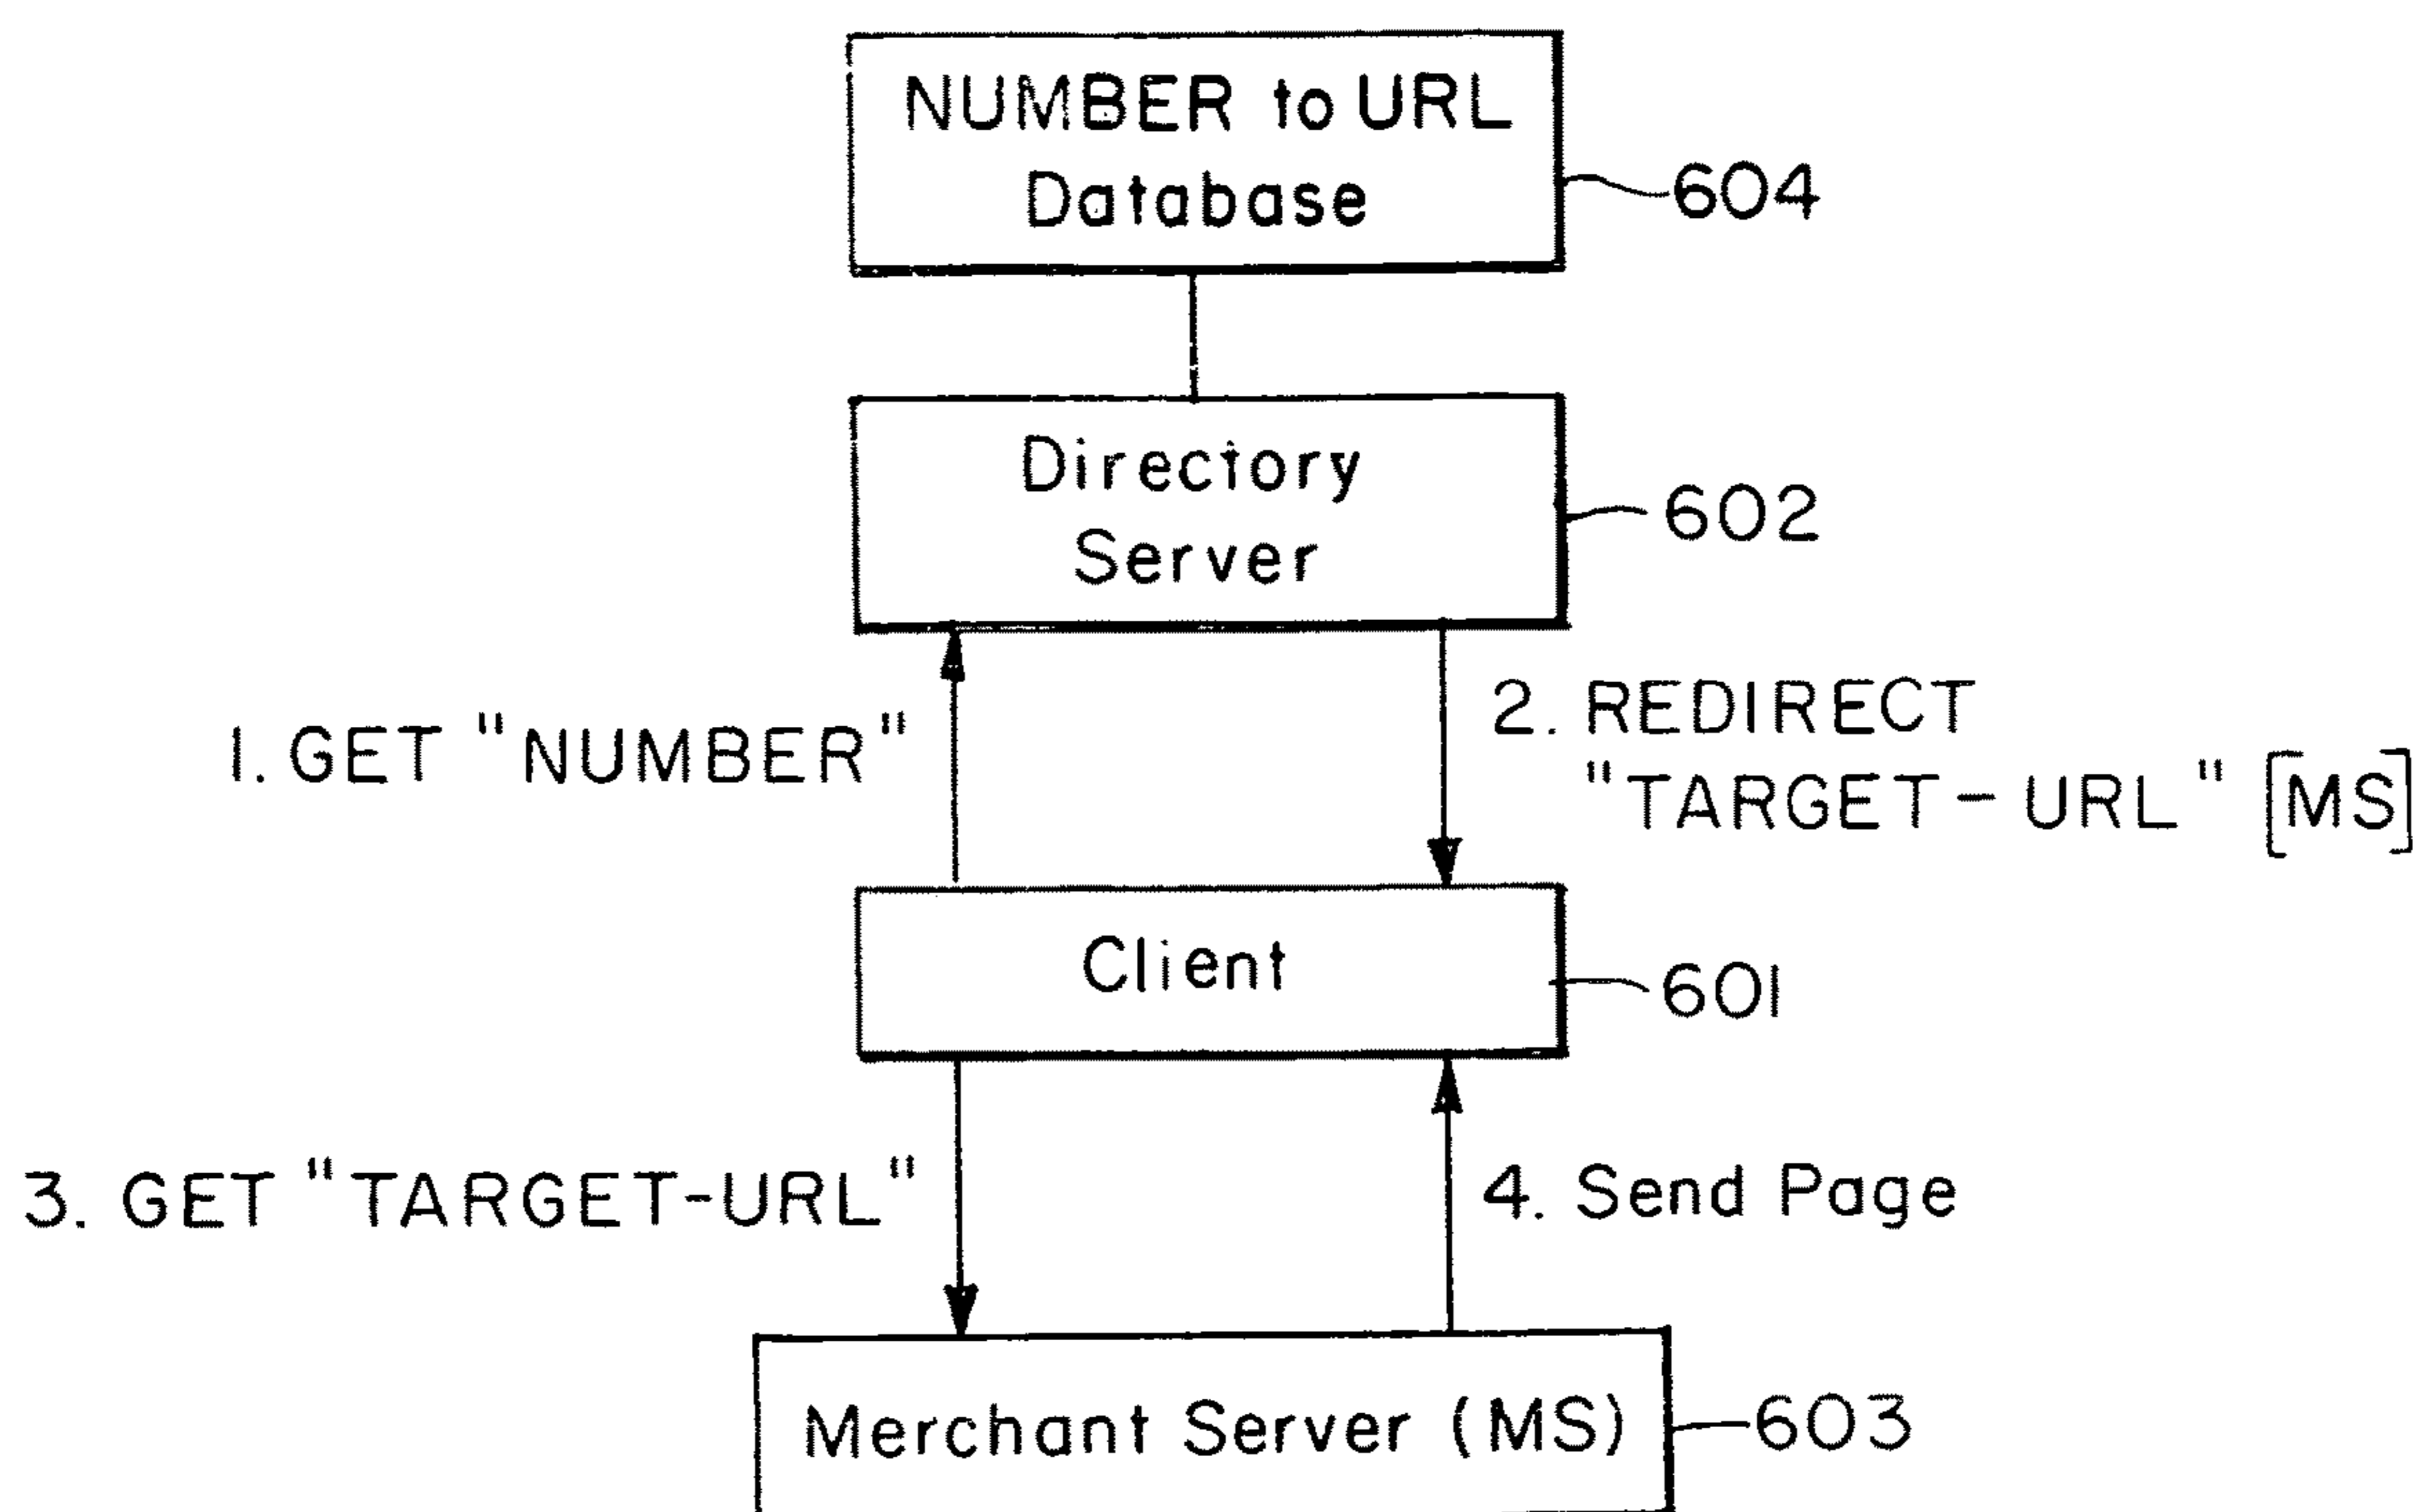 NUMBER to URL
Database
604
Directory
Server
602
1. GET "NUMBER"
2. REDIRECT
"TARGET-URL" [MS]
Client
601
3. GET "TARGET-URL"
4. Send Page
Merchant Server (MS)
603